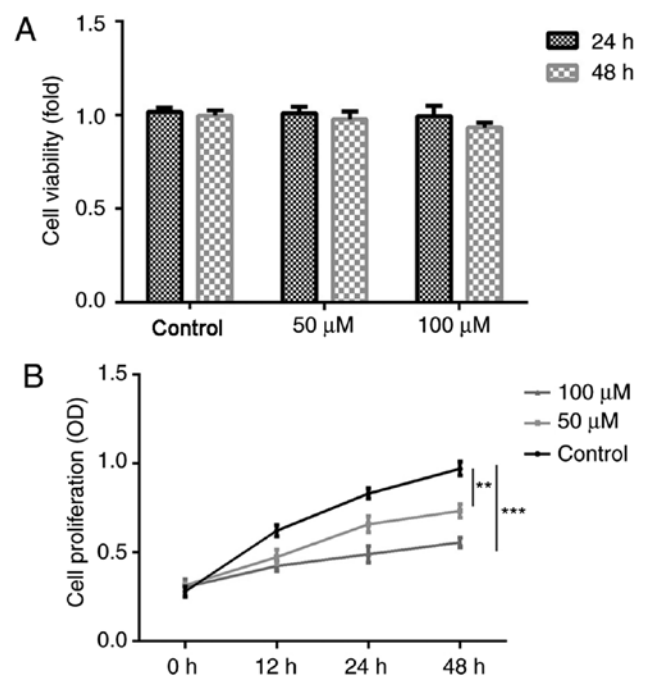 A
Cell viability (fold)
1.5
1.0
0.5
0.0
24 h
48 h
Control 50 μM 100 μM
B
Cell proliferation (OD)
1.5
1.0
0.5
0.0
100 μM
50 μM
Control
**
***
0 h 12 h 24 h 48 h